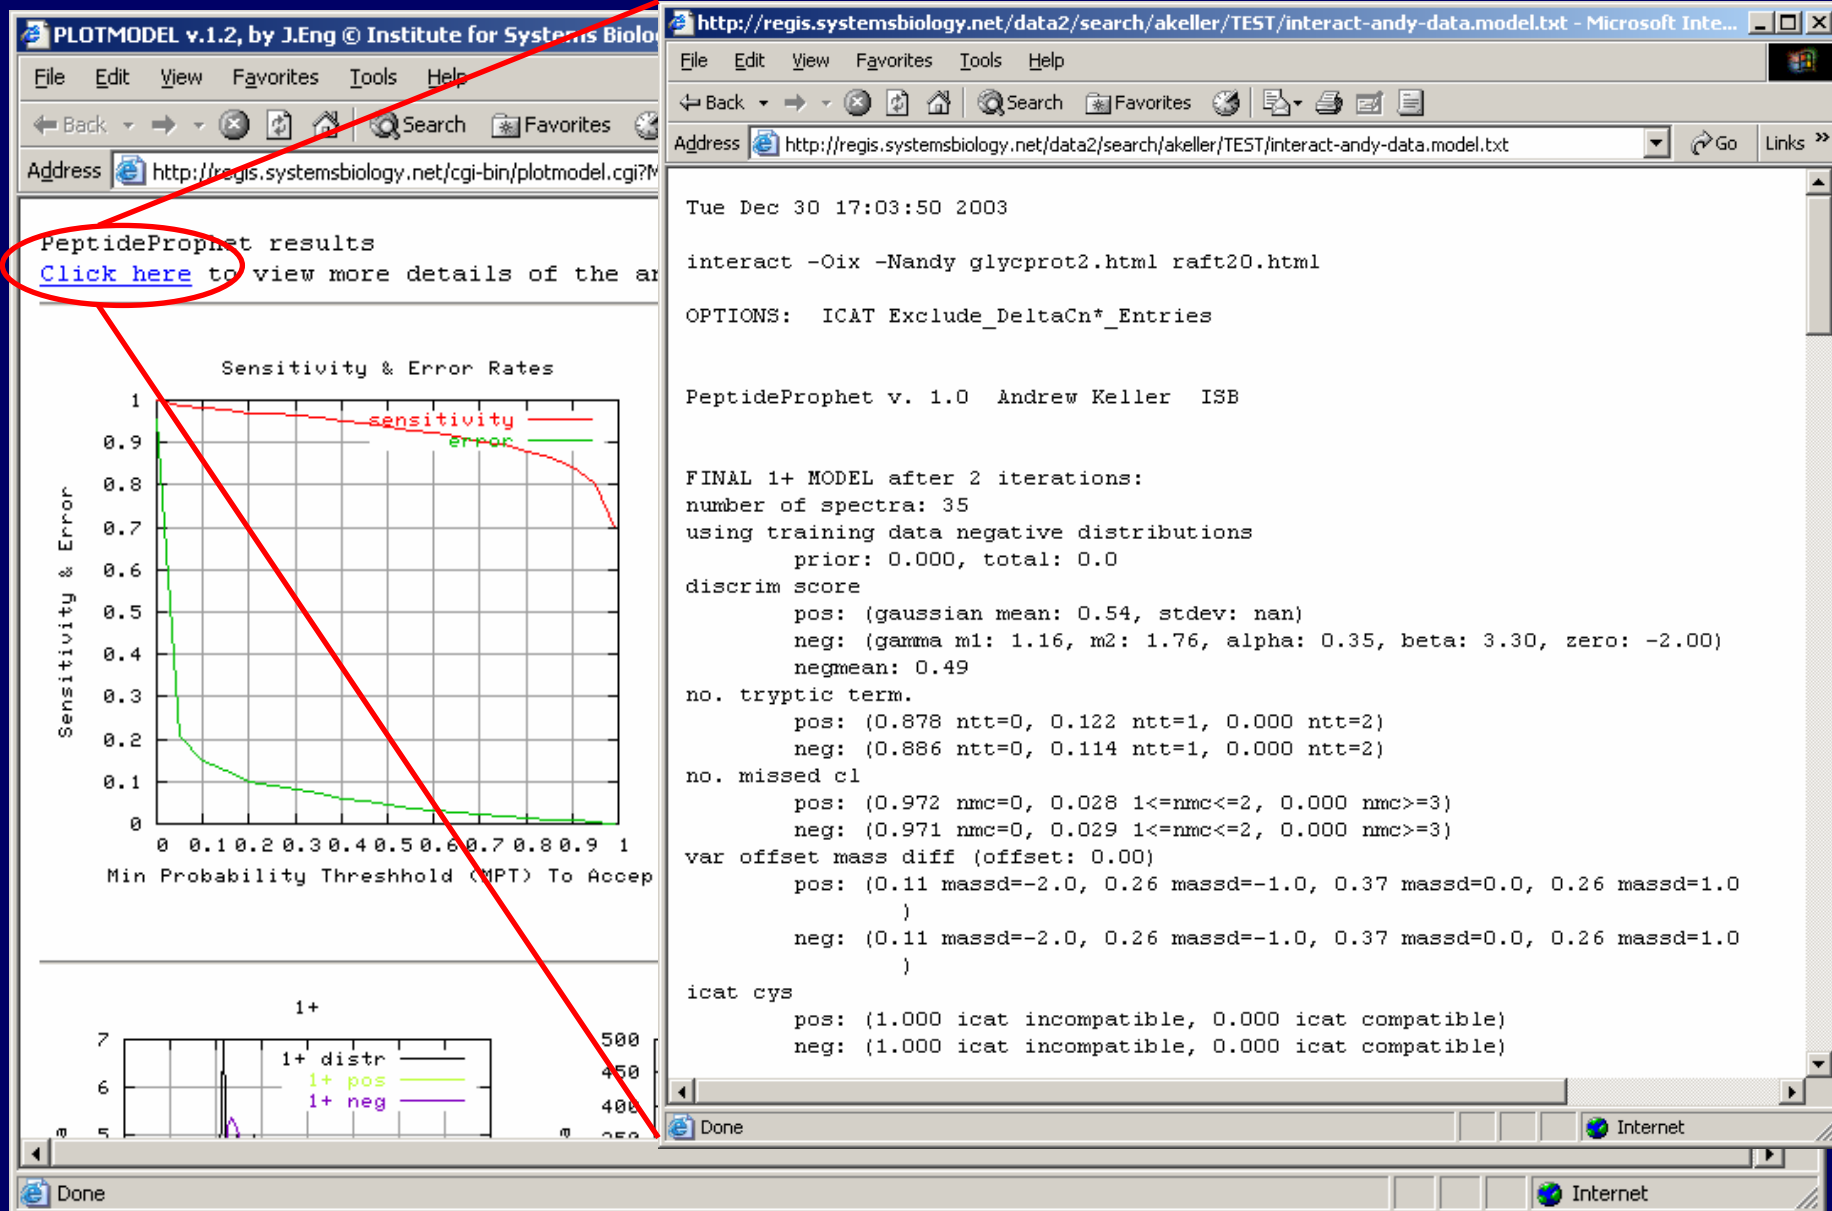 PLOTMODEL v.1.2, by J.Eng © Institute for Systems Biolo
File Edit View Favorites Tools Help
Back Search Favorites
Address http://regis.systemsbiology.net/cgi-bin/plotmodel.cgi?M
PeptideProphet results
Click here to view more details of the an
Sensitivity & Error Rates
sensitivity
error
1
0.9
0.8
0.7
0.6
0.5
0.4
0.3
0.2
0.1
0
Sensitivity & Error
0 0.1 0.2 0.3 0.4 0.5 0.6 0.7 0.8 0.9 1
Min Probability Threshhold (MPT) To Accep
1+
1+ distr
1+ pos
1+ neg
7
6
5
500
450
400
350
Done
Internet
http://regis.systemsbiology.net/data2/search/akeller/TEST/interact-andy-data.model.txt - Microsoft Inte...
File Edit View Favorites Tools Help
Back Search Favorites
Address http://regis.systemsbiology.net/data2/search/akeller/TEST/interact-andy-data.model.txt Go Links »
Tue Dec 30 17:03:50 2003
interact -Oix -Nandy glycprot2.html raft20.html
OPTIONS: ICAT Exclude_DeltaCn*_Entries
PeptideProphet v. 1.0 Andrew Keller ISB
FINAL 1+ MODEL after 2 iterations:
number of spectra: 35
using training data negative distributions
prior: 0.000, total: 0.0
discrim score
pos: (gaussian mean: 0.54, stdev: nan)
neg: (gamma m1: 1.16, m2: 1.76, alpha: 0.35, beta: 3.30, zero: -2.00)
negmean: 0.49
no. tryptic term.
pos: (0.878 ntt=0, 0.122 ntt=1, 0.000 ntt=2)
neg: (0.886 ntt=0, 0.114 ntt=1, 0.000 ntt=2)
no. missed cl
pos: (0.972 nmc=0, 0.028 1<=nmc<=2, 0.000 nmc>=3)
neg: (0.971 nmc=0, 0.029 1<=nmc<=2, 0.000 nmc>=3)
var offset mass diff (offset: 0.00)
pos: (0.11 massd=-2.0, 0.26 massd=-1.0, 0.37 massd=0.0, 0.26 massd=1.0
)
neg: (0.11 massd=-2.0, 0.26 massd=-1.0, 0.37 massd=0.0, 0.26 massd=1.0
)
icat cys
pos: (1.000 icat incompatible, 0.000 icat compatible)
neg: (1.000 icat incompatible, 0.000 icat compatible)
Done
Internet